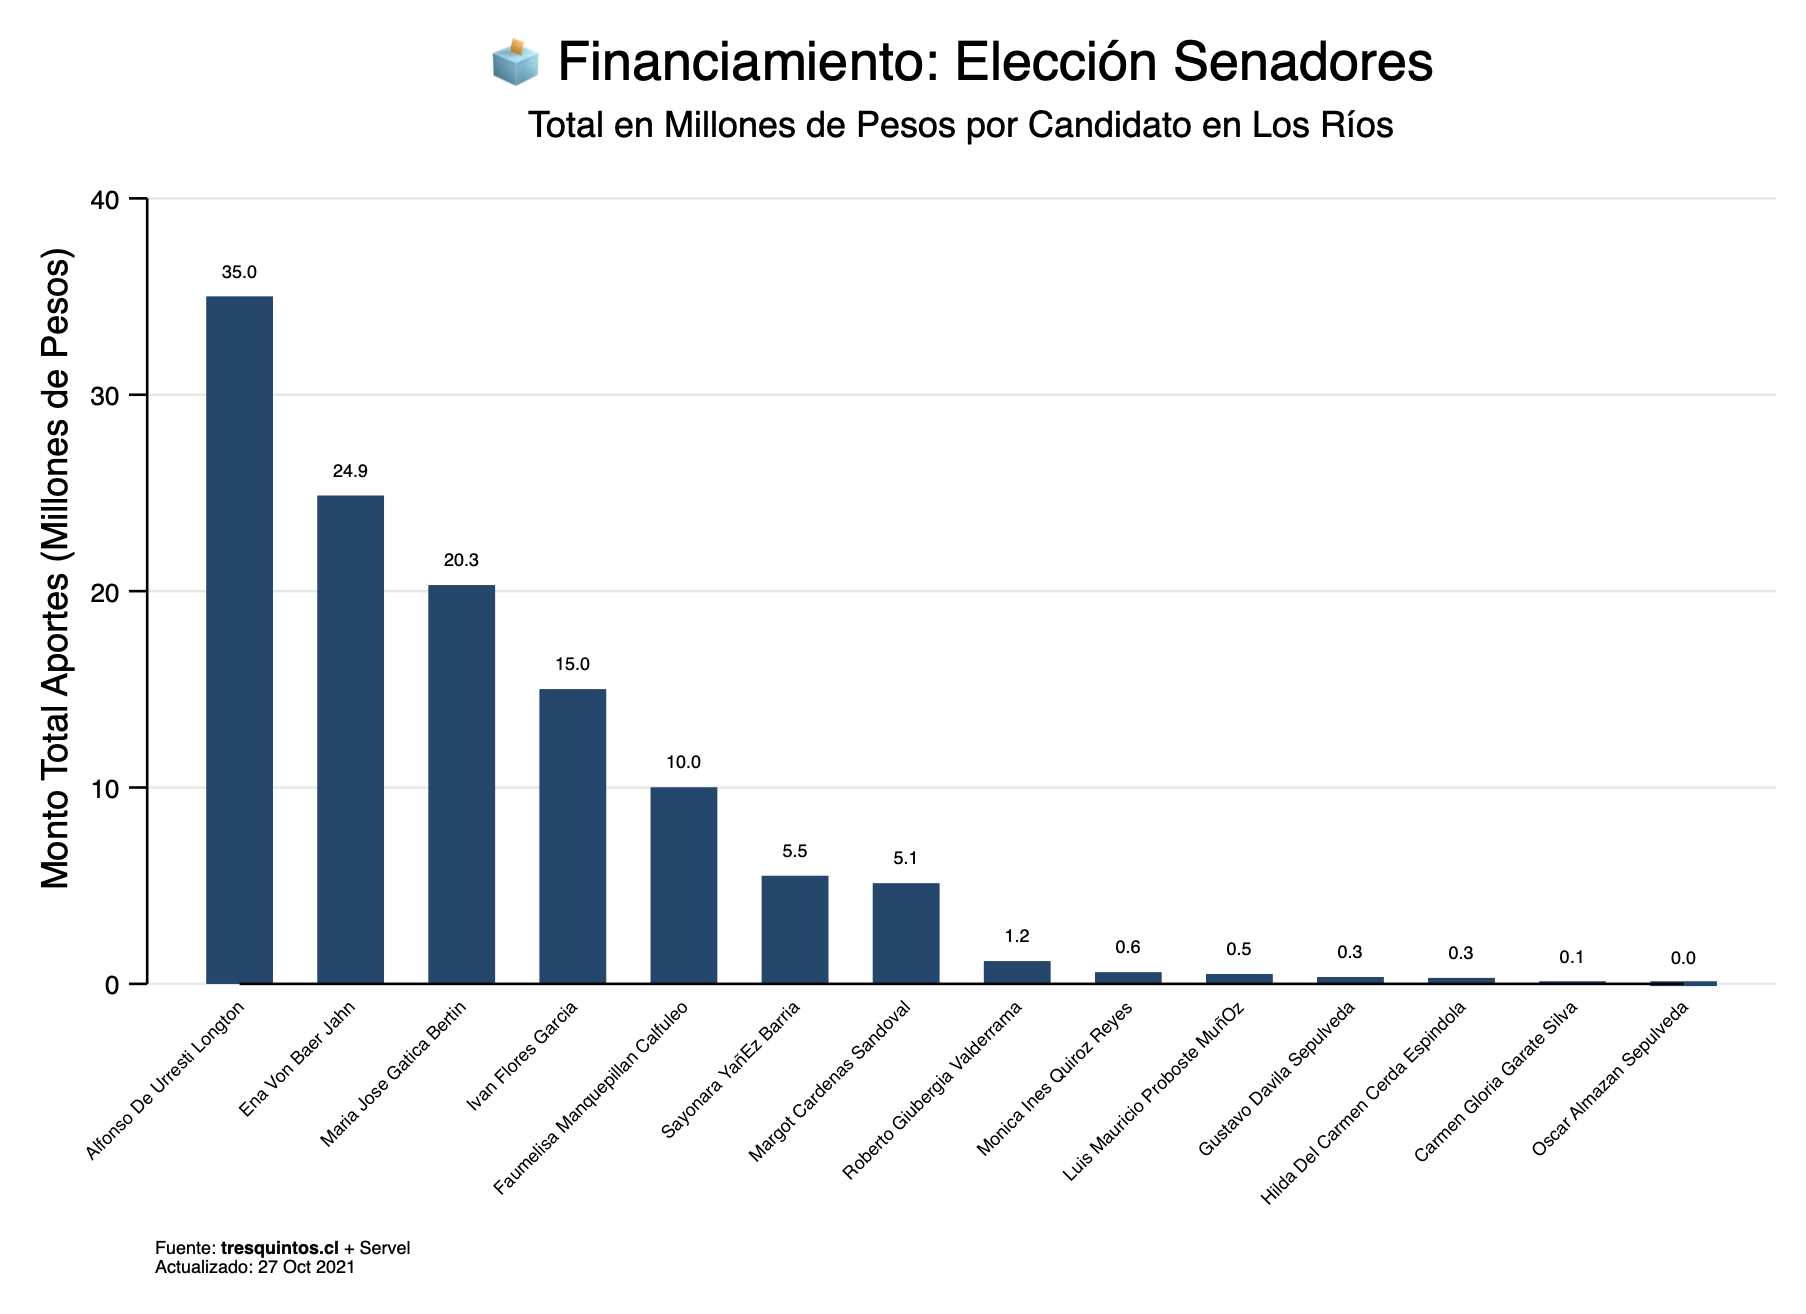 Financiamiento: Elección Senadores
Total en Millones de Pesos por Candidato en Los Ríos
Monto Total Aportes (Millones de Pesos)
40
30
20
10
0
35.0
24.9
20.3
15.0
10.0
5.5
5.1
1.2
0.6
0.5
0.3
0.3
0.1
0.0
Alfonso De Urresti Longton
Ena Von Baer Jahn
Maria Jose Gatica Bertin
Ivan Flores Garcia
Faumelisa Manquepillan Calfuleo
Sayonara YañEz Barria
Margot Cardenas Sandoval
Roberto Giubergia Valderrama
Monica Ines Quiroz Reyes
Luis Mauricio Proboste MuñOz
Gustavo Davila Sepulveda
Hilda Del Carmen Cerda Espindola
Carmen Gloria Garate Silva
Oscar Almazan Sepulveda
Fuente: tresquintos.cl + Servel
Actualizado: 27 Oct 2021